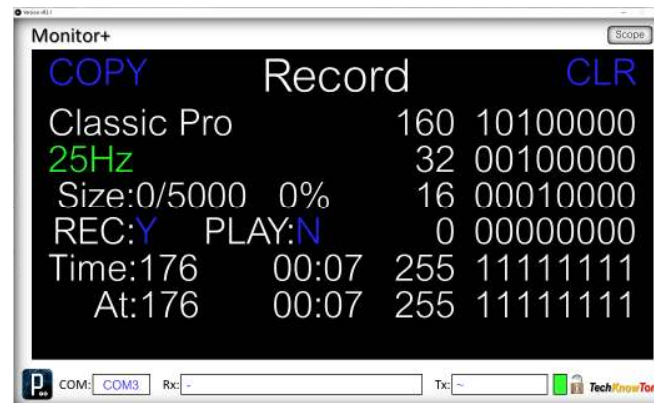 Monitor+
Scope
COPY Record CLR
Classic Pro 160 10100000
25Hz 32 00100000
Size:0/5000 0% 16 00010000
REC:Y PLAY:N 0 00000000
Time:176 00:07 255 11111111
At:176 00:07 255 11111111
COM: COM3 Rx: - Tx: ~ TechKnowTon